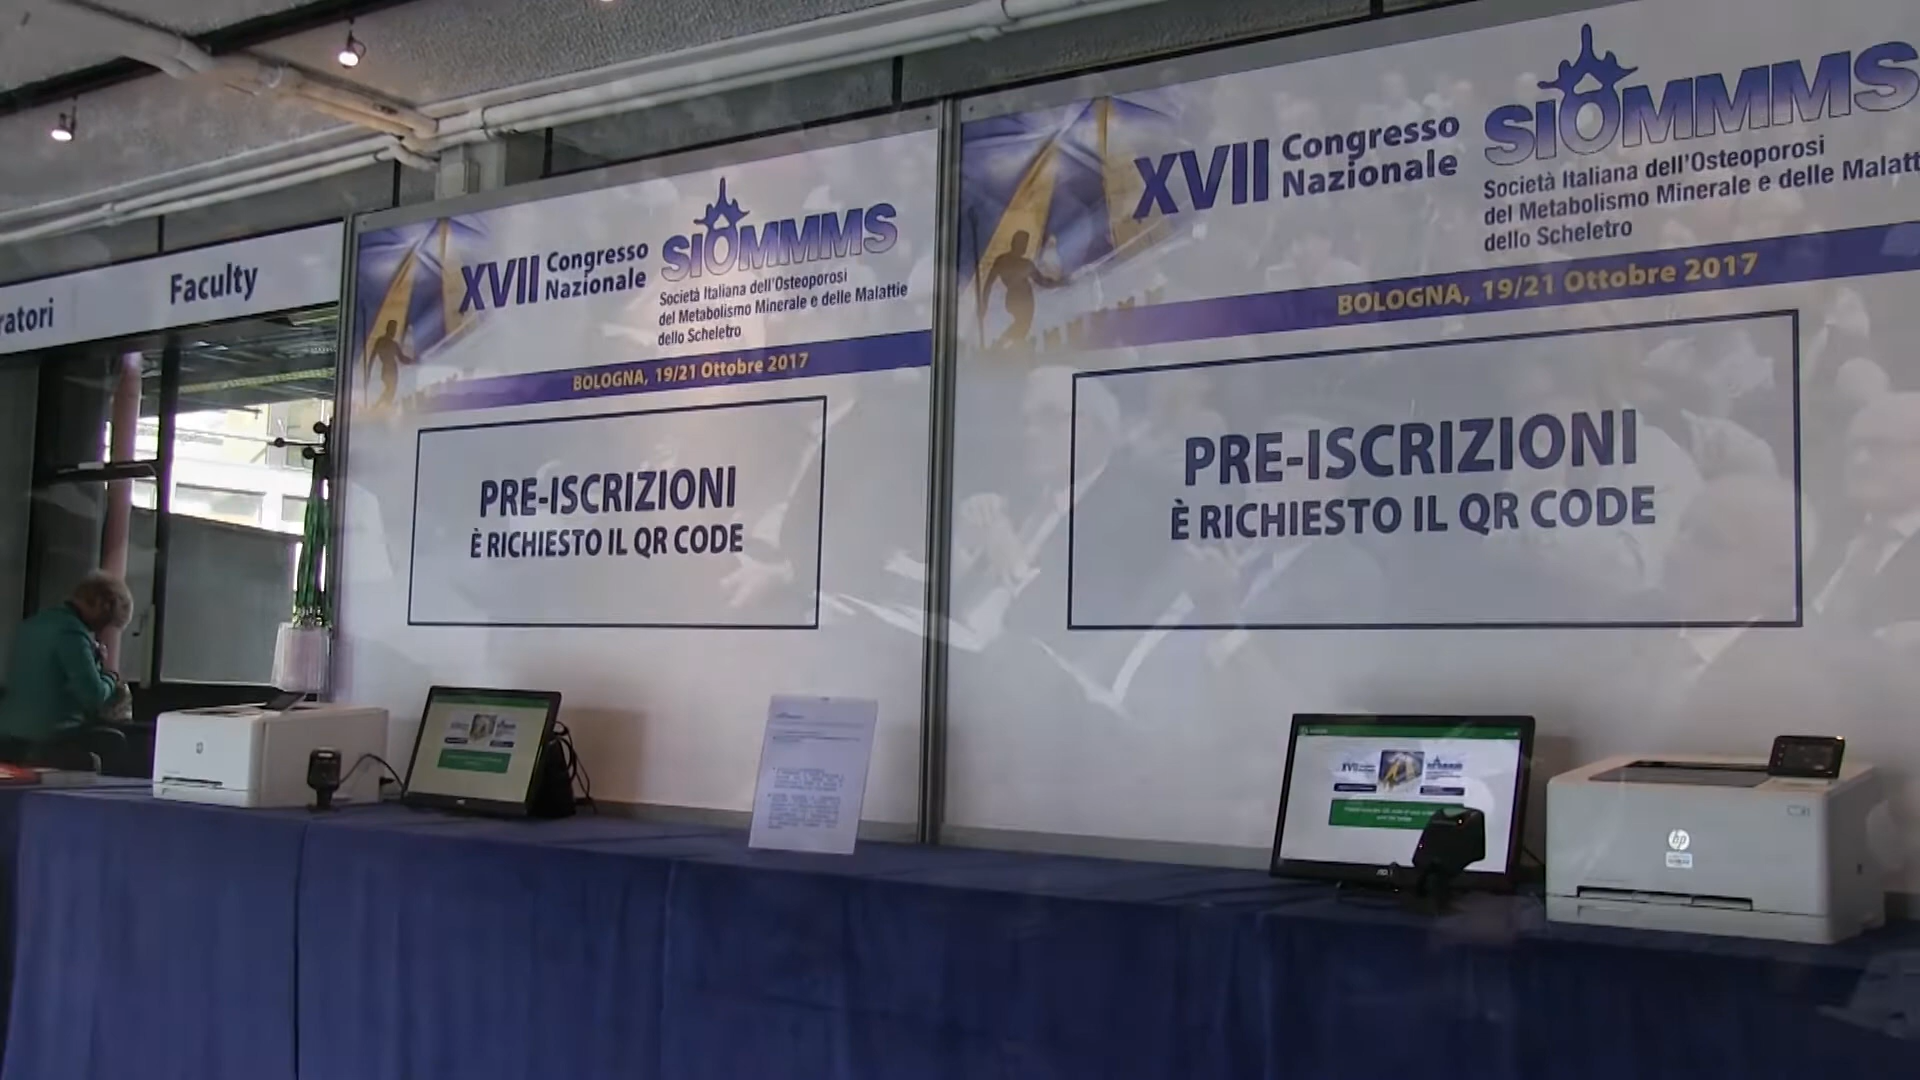 ratori
Faculty
XVII Congresso
Nazionale
SIOMMMS
Società Italiana dell'Osteoporosi
del Metabolismo Minerale e delle Malattie
dello Scheletro
BOLOGNA, 19/21 Ottobre 2017
PRE-ISCRIZIONI
È RICHIESTO IL QR CODE
XVII Congresso
Nazionale
SIOMMMS
Società Italiana dell'Osteoporosi
del Metabolismo Minerale e delle Malatt
dello Scheletro
BOLOGNA, 19/21 Ottobre 2017
PRE-ISCRIZIONI
È RICHIESTO IL QR CODE
hp